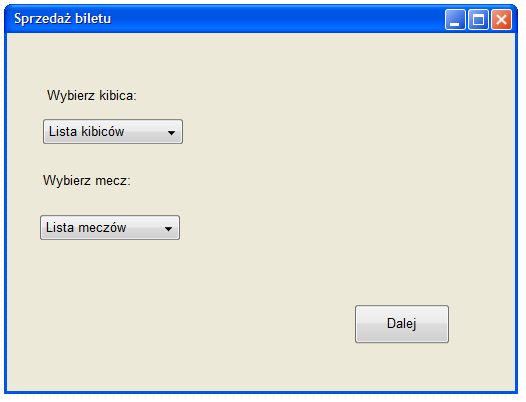 Sprzedaż biletu
Wybierz kibica:
Lista kibiców
Wybierz mecz:
Lista meczów
Dalej